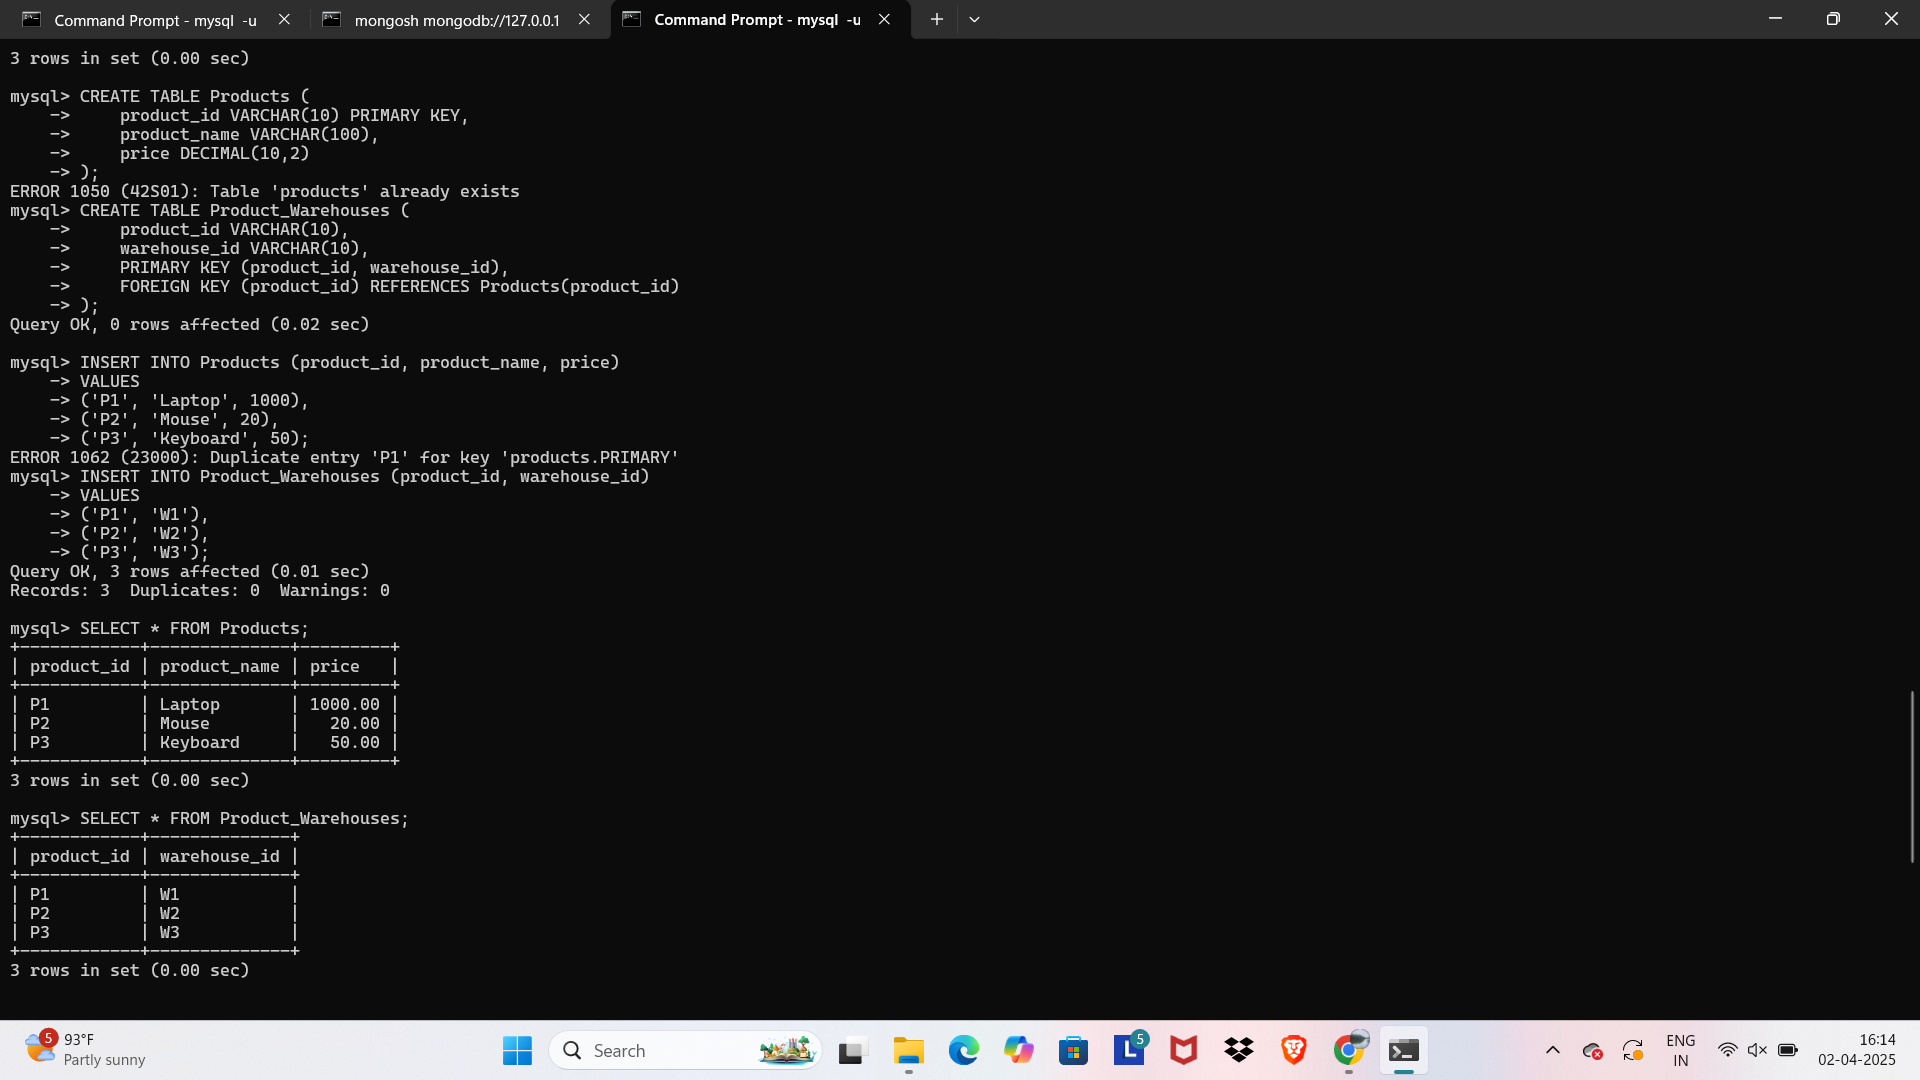 Command Prompt - mysql  -u
mongosh mongodb://127.0.0.1
Command Prompt - mysql  -u
3 rows in set (0.00 sec)
mysql> CREATE TABLE Products (
    ->     product_id VARCHAR(10) PRIMARY KEY,
    ->     product_name VARCHAR(100),
    ->     price DECIMAL(10,2)
    -> );
ERROR 1050 (42S01): Table 'products' already exists
mysql> CREATE TABLE Product_Warehouses (
    ->     product_id VARCHAR(10),
    ->     warehouse_id VARCHAR(10),
    ->     PRIMARY KEY (product_id, warehouse_id),
    ->     FOREIGN KEY (product_id) REFERENCES Products(product_id)
    -> );
Query OK, 0 rows affected (0.02 sec)
mysql> INSERT INTO Products (product_id, product_name, price)
    -> VALUES
    -> ('P1', 'Laptop', 1000),
    -> ('P2', 'Mouse', 20),
    -> ('P3', 'Keyboard', 50);
ERROR 1062 (23000): Duplicate entry 'P1' for key 'products.PRIMARY'
mysql> INSERT INTO Product_Warehouses (product_id, warehouse_id)
    -> VALUES
    -> ('P1', 'W1'),
    -> ('P2', 'W2'),
    -> ('P3', 'W3');
Query OK, 3 rows affected (0.01 sec)
Records: 3  Duplicates: 0  Warnings: 0
mysql> SELECT * FROM Products;
+------------+--------------+---------+
| product_id | product_name | price   |
+------------+--------------+---------+
| P1         | Laptop       | 1000.00 |
| P2         | Mouse        |   20.00 |
| P3         | Keyboard     |   50.00 |
+------------+--------------+---------+
3 rows in set (0.00 sec)
mysql> SELECT * FROM Product_Warehouses;
+------------+--------------+
| product_id | warehouse_id |
+------------+--------------+
| P1         | W1           |
| P2         | W2           |
| P3         | W3           |
+------------+--------------+
3 rows in set (0.00 sec)
5
93°F
Partly sunny
Search
L
5
ENG
IN
16:14
02-04-2025